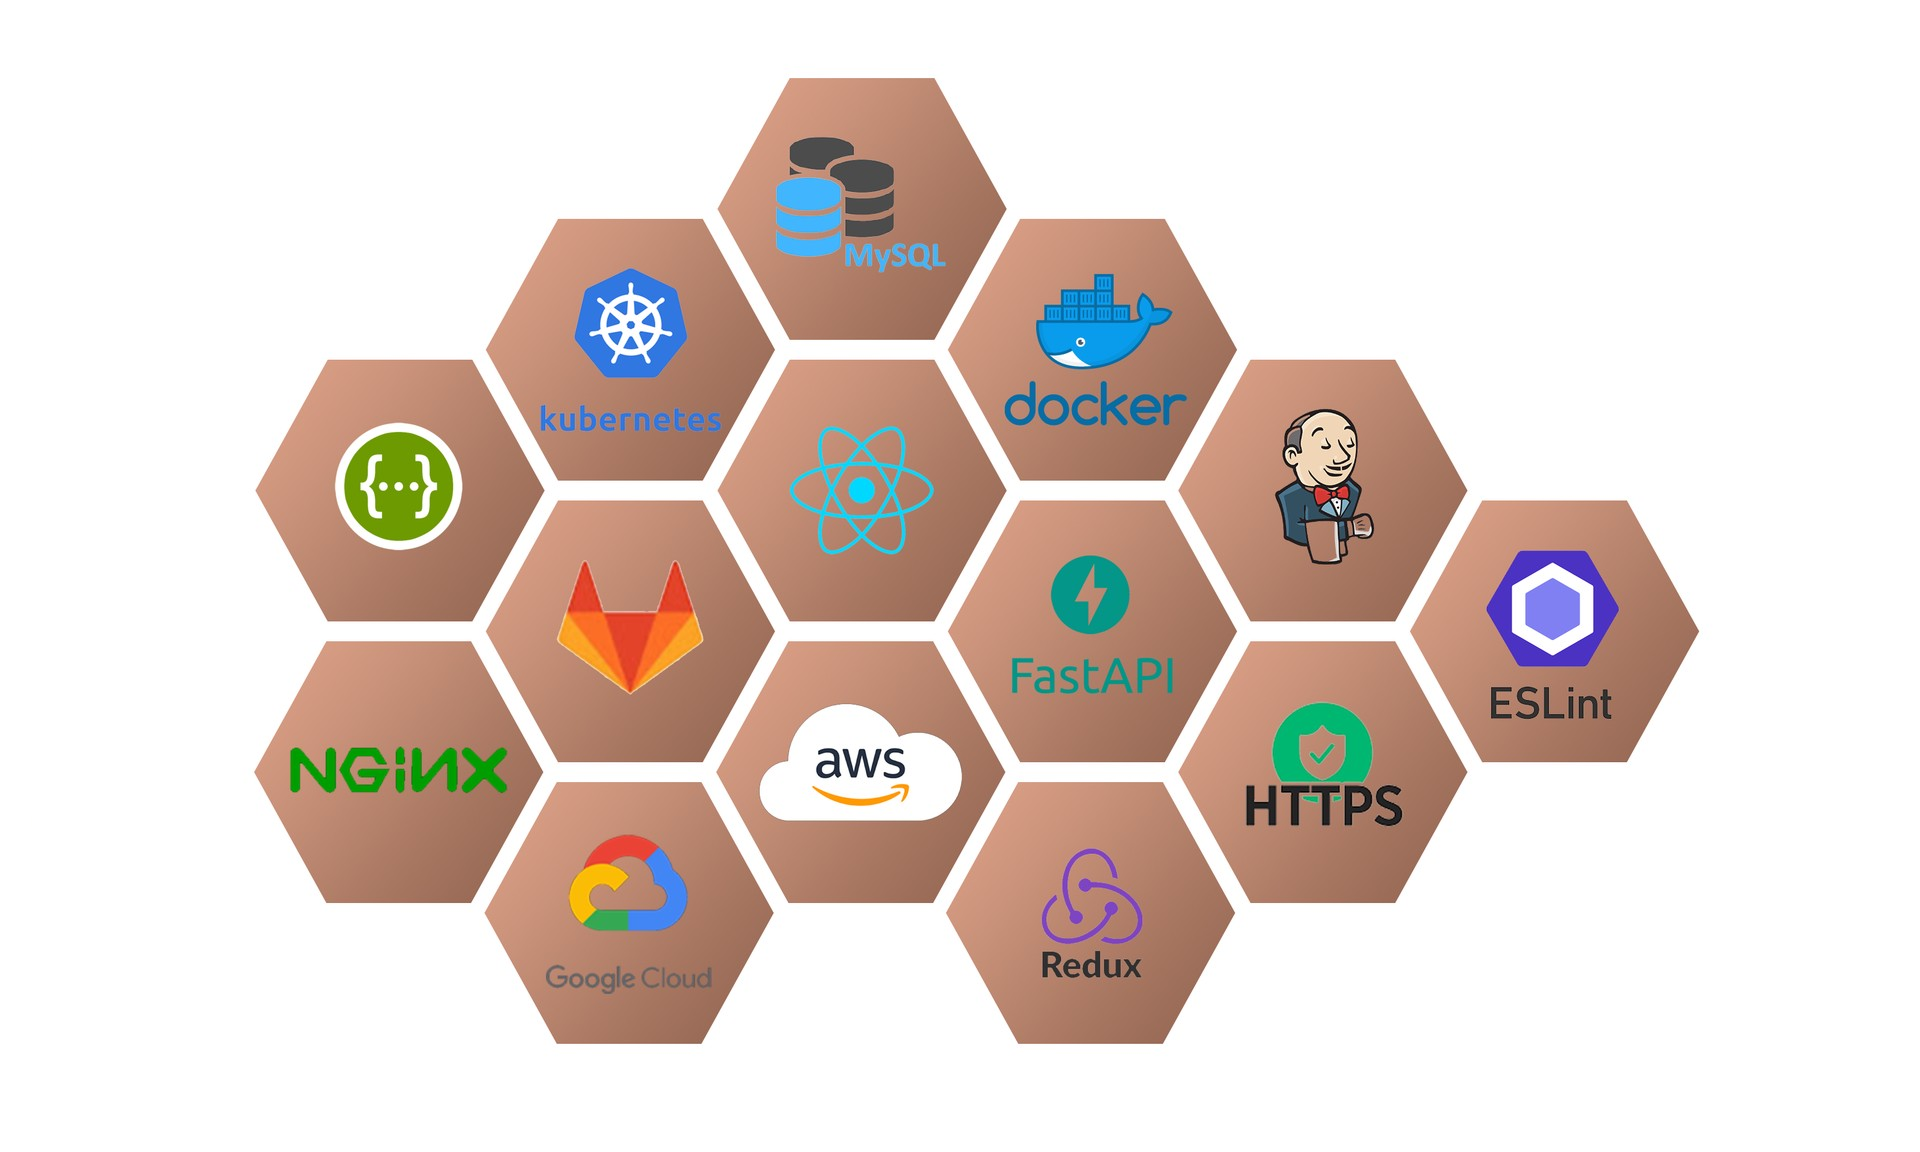 MySQL
kubernetes
docker
{···}
FastAPI
ESLint
NGiNX
aws
HTTPS
Google Cloud
Redux